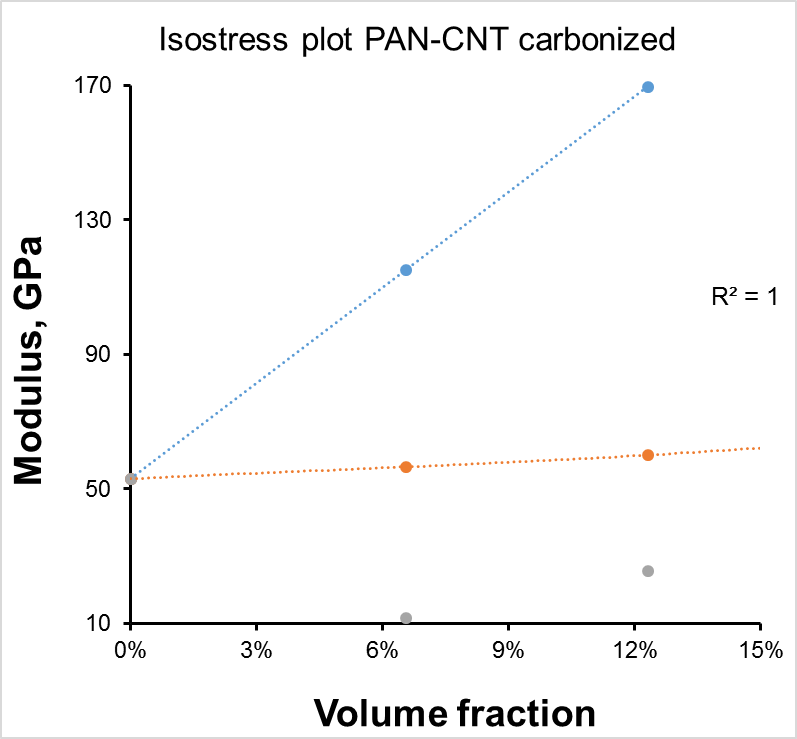 Isostress plot PAN-CNT carbonized
170
130
90
50
10
Modulus, GPa
R² = 1
0%
3%
6%
9%
12%
15%
Volume fraction